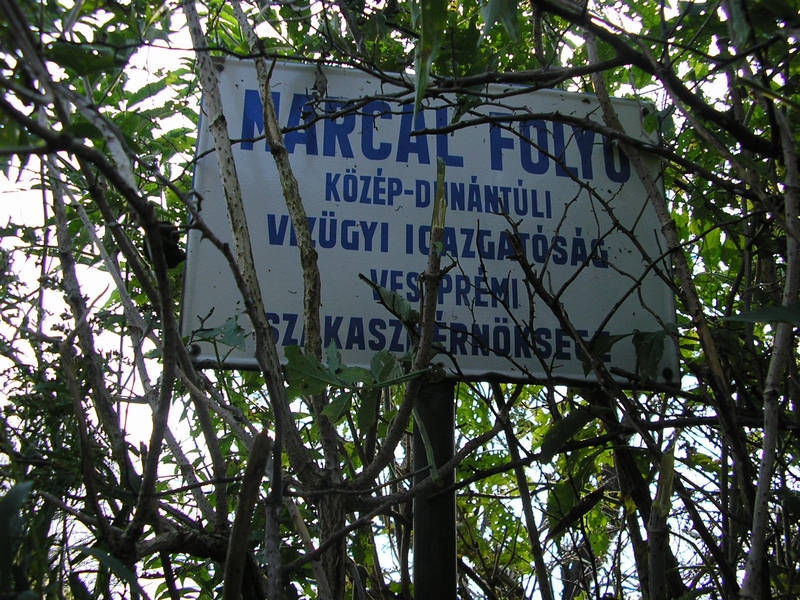 MARCAL FOLYÓ
KÖZÉP-DUNÁNTÚLI
VÍZÜGYI IGAZGATÓSÁG
VESZPRÉMI
SZAKASZMÉRNÖKSÉGE